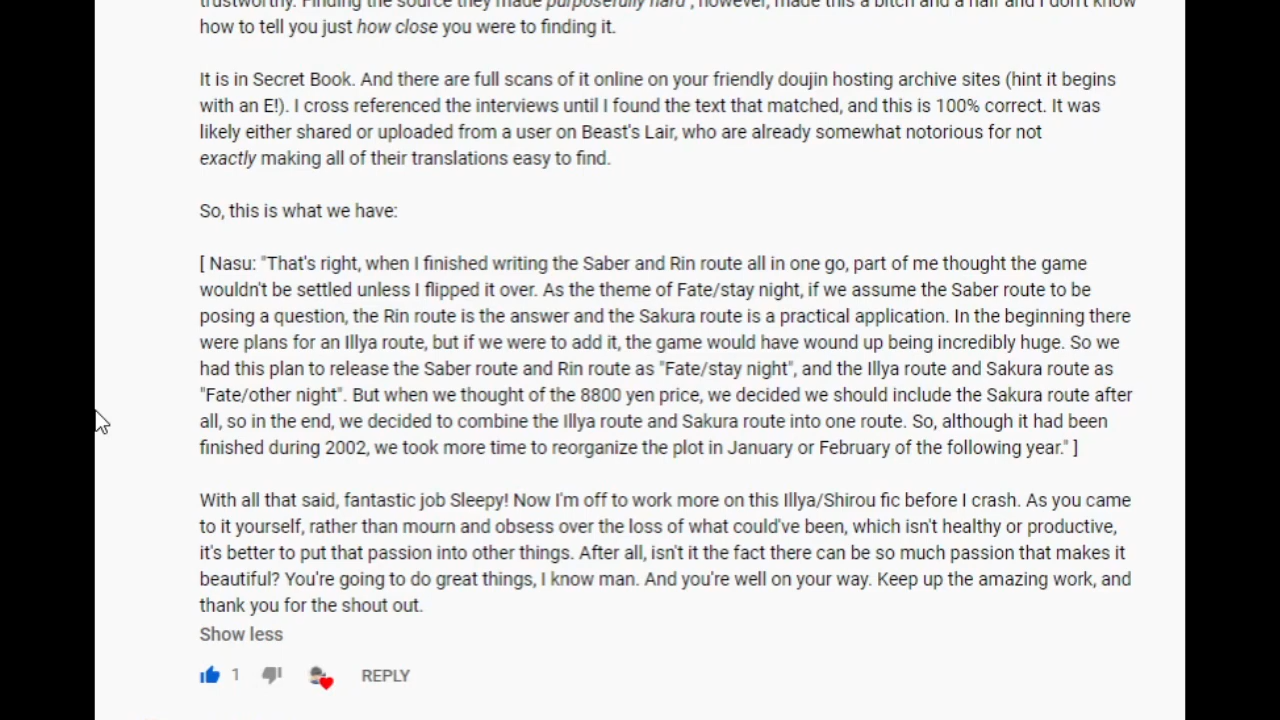 trustworthy. Finding the source they made purposefully hard , however, made this a bitch and a half and I don't know
how to tell you just how close you were to finding it.
It is in Secret Book. And there are full scans of it online on your friendly doujin hosting archive sites (hint it begins
with an E!). I cross referenced the interviews until I found the text that matched, and this is 100% correct. It was
likely either shared or uploaded from a user on Beast's Lair, who are already somewhat notorious for not
exactly making all of their translations easy to find.
So, this is what we have:
[ Nasu: "That's right, when I finished writing the Saber and Rin route all in one go, part of me thought the game
wouldn't be settled unless I flipped it over. As the theme of Fate/stay night, if we assume the Saber route to be
posing a question, the Rin route is the answer and the Sakura route is a practical application. In the beginning there
were plans for an Illya route, but if we were to add it, the game would have wound up being incredibly huge. So we
had this plan to release the Saber route and Rin route as "Fate/stay night", and the Illya route and Sakura route as
"Fate/other night". But when we thought of the 8800 yen price, we decided we should include the Sakura route after
all, so in the end, we decided to combine the Illya route and Sakura route into one route. So, although it had been
finished during 2002, we took more time to reorganize the plot in January or February of the following year." ]
With all that said, fantastic job Sleepy! Now I'm off to work more on this Illya/Shirou fic before I crash. As you came
to it yourself, rather than mourn and obsess over the loss of what could've been, which isn't healthy or productive,
it's better to put that passion into other things. After all, isn't it the fact there can be so much passion that makes it
beautiful? You're going to do great things, I know man. And you're well on your way. Keep up the amazing work, and
thank you for the shout out.
Show less
1 REPLY